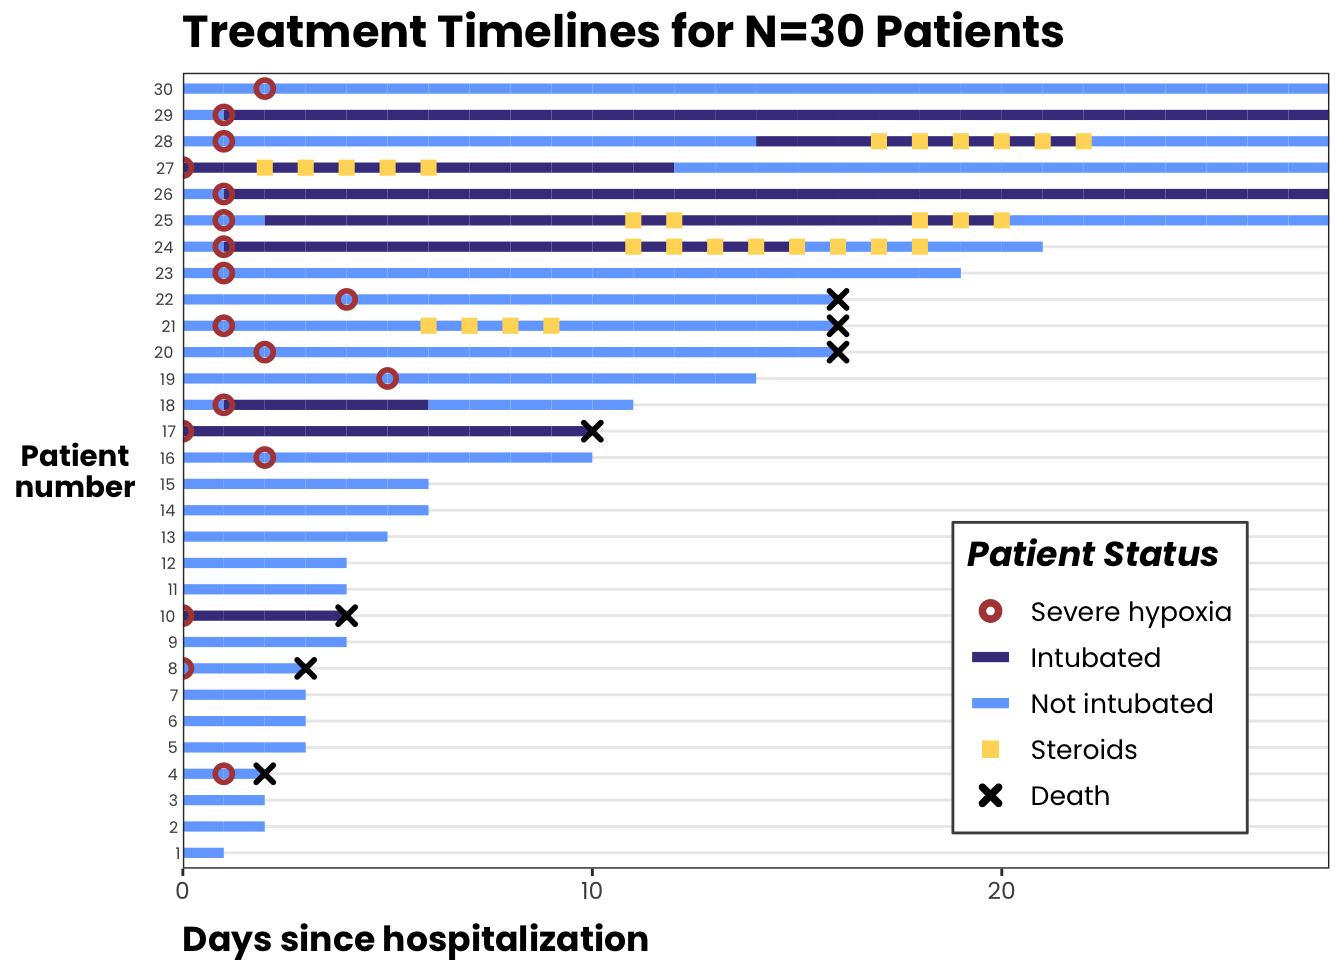 Treatment Timelines for N=30 Patients
30
29
28
27
26
25
24
23
22
21
20
19
18
17
16
15
14
13
12
11
10
9
8
7
6
5
4
3
2
1
Patient
number
Patient Status
Severe hypoxia
Intubated
Not intubated
Steroids
Death
0 10 20
Days since hospitalization